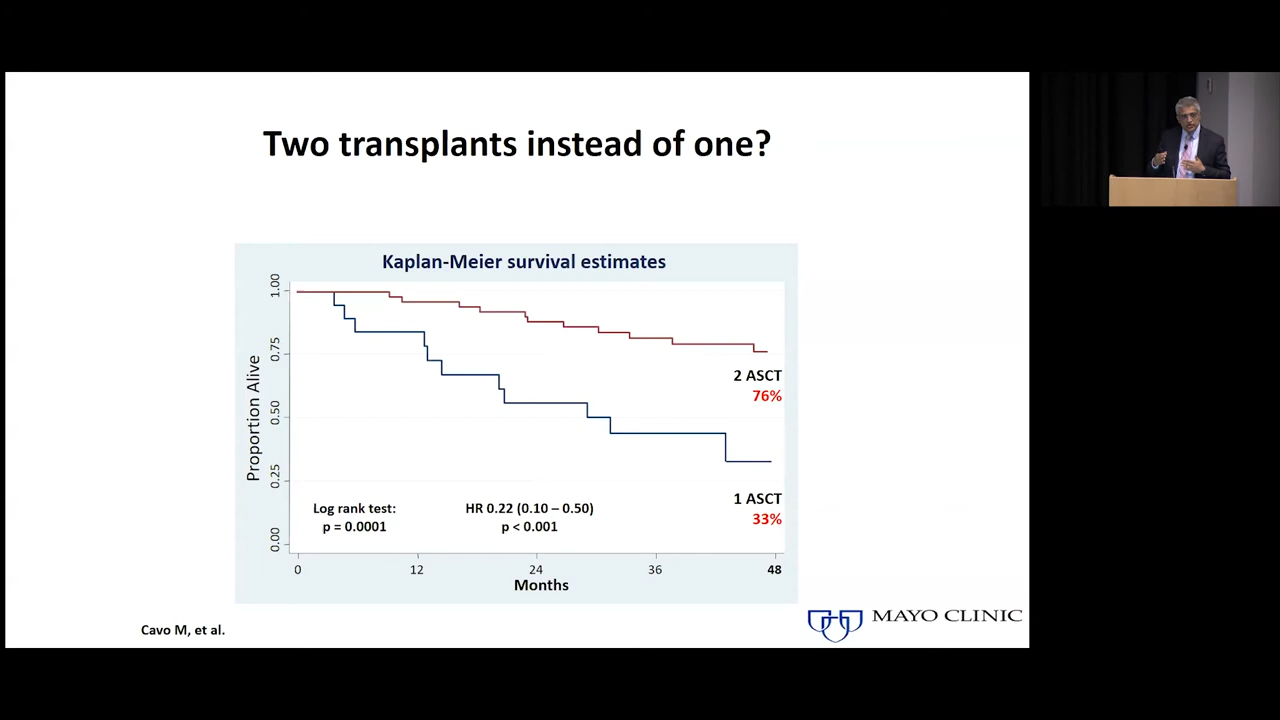 Two transplants instead of one?
Kaplan-Meier survival estimates
Proportion Alive
1.00
0.75
0.50
0.25
0.00
2 ASCT
76%
1 ASCT
33%
Log rank test:
p = 0.0001
HR 0.22 (0.10 – 0.50)
p < 0.001
0 12 24 36 48
Months
Cavo M, et al.
MAYO CLINIC